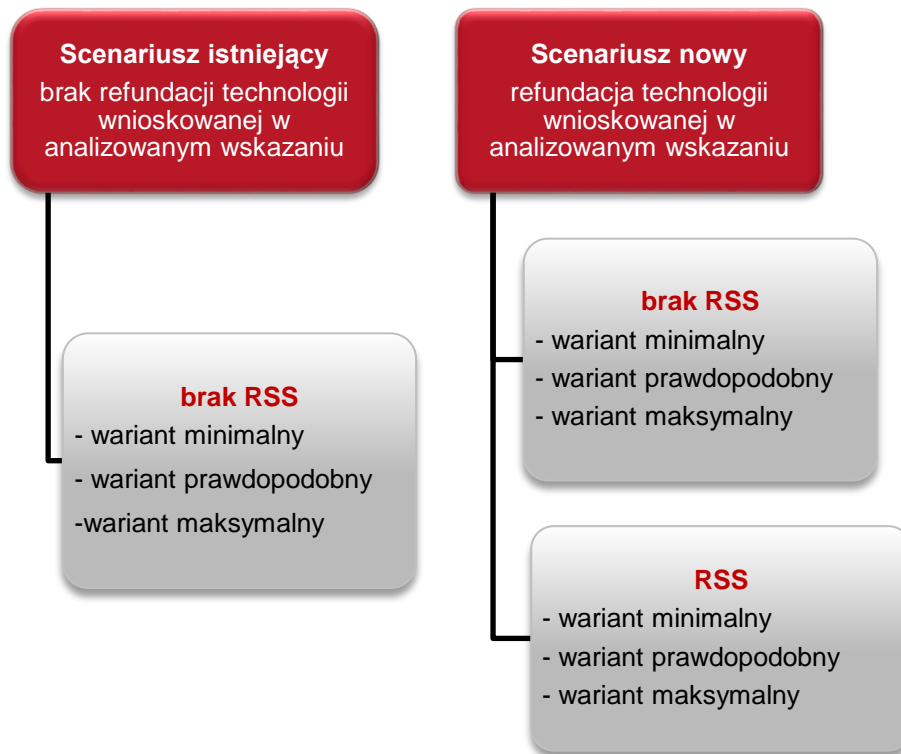 Scenariusz istniejący
brak refundacji technologii
wnioskowanej w
analizowanym wskazaniu
brak RSS
- wariant minimalny
- wariant prawdopodobny
-wariant maksymalny
Scenariusz nowy
refundacja technologii
wnioskowanej w
analizowanym wskazaniu
brak RSS
- wariant minimalny
- wariant prawdopodobny
- wariant maksymalny
RSS
- wariant minimalny
- wariant prawdopodobny
- wariant maksymalny